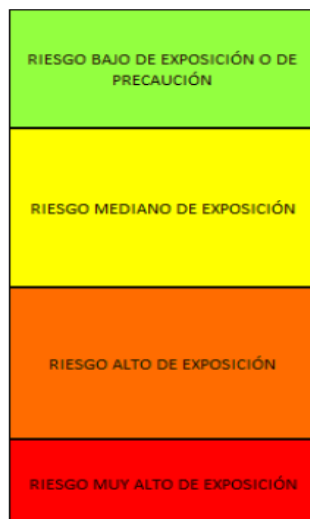 RIESGO BAJO DE EXPOSICIÓN O DE
PRECAUCIÓN
RIESGO MEDIANO DE EXPOSICIÓN
RIESGO ALTO DE EXPOSICIÓN
RIESGO MUY ALTO DE EXPOSICIÓN